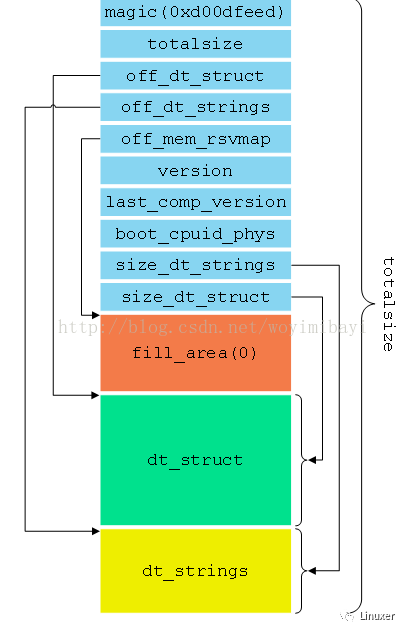 magic(0xd00dfeed)
totalsize
off_dt_struct
off_dt_strings
off_mem_rsvmap
version
last_comp_version
boot_cpuid_phys
size_dt_strings
size_dt_struct
http://blog.csdn.net/woyimibayi
fill_area(0)
dt_struct
dt_strings
totalsize
Linuxer